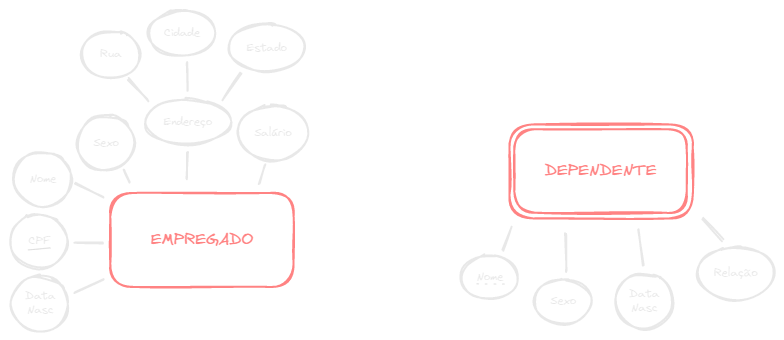 Cidade
Rua
Estado
Endereço
Sexo
Salário
Nome
CPF
Data
Nasc
EMPREGADO
DEPENDENTE
Nome
Sexo
Data
Nasc
Relação